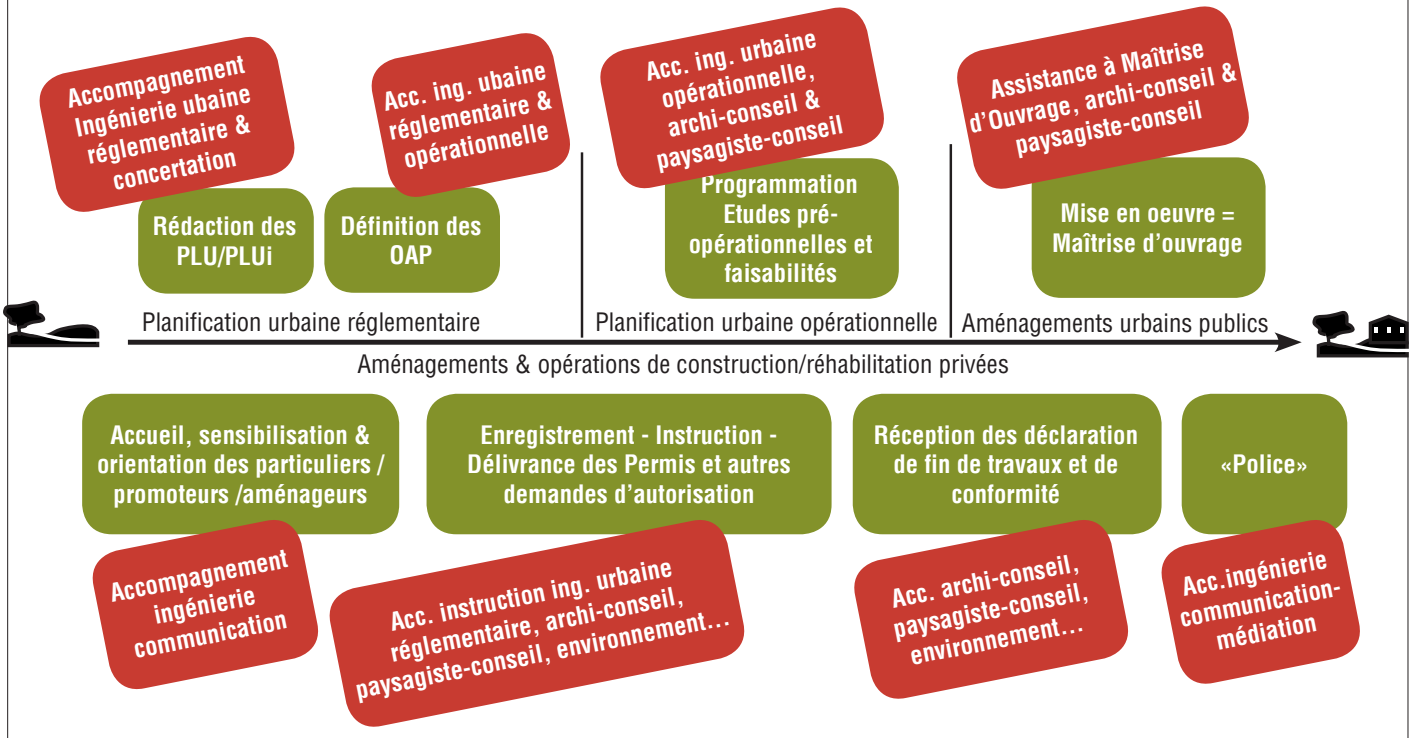 Accompagnement
Ingénierie ubaine
réglementaire &
concertation
Acc. ing. ubaine
réglementaire &
opérationnelle
Acc. ing. urbaine
opérationnelle,
archi-conseil &
paysagiste-conseil
Assistance à Maîtrise
d'Ouvrage, archi-conseil &
paysagiste-conseil
Rédaction des
PLU/PLUi
Définition des
OAP
Programmation
Etudes pré-
opérationnelles et
faisabilités
Mise en oeuvre =
Maîtrise d'ouvrage
Planification urbaine réglementaire
Planification urbaine opérationnelle
Aménagements urbains publics
Aménagements & opérations de construction/réhabilitation privées
Accueil, sensibilisation &
orientation des particuliers /
promoteurs /aménageurs
Enregistrement - Instruction -
Délivrance des Permis et autres
demandes d'autorisation
Réception des déclaration
de fin de travaux et de
conformité
«Police»
Accompagnement
ingénierie
communication
Acc. instruction ing. urbaine
réglementaire, archi-conseil,
paysagiste-conseil, environnement…
Acc. archi-conseil,
paysagiste-conseil,
environnement…
Acc.ingénierie
communication-
médiation